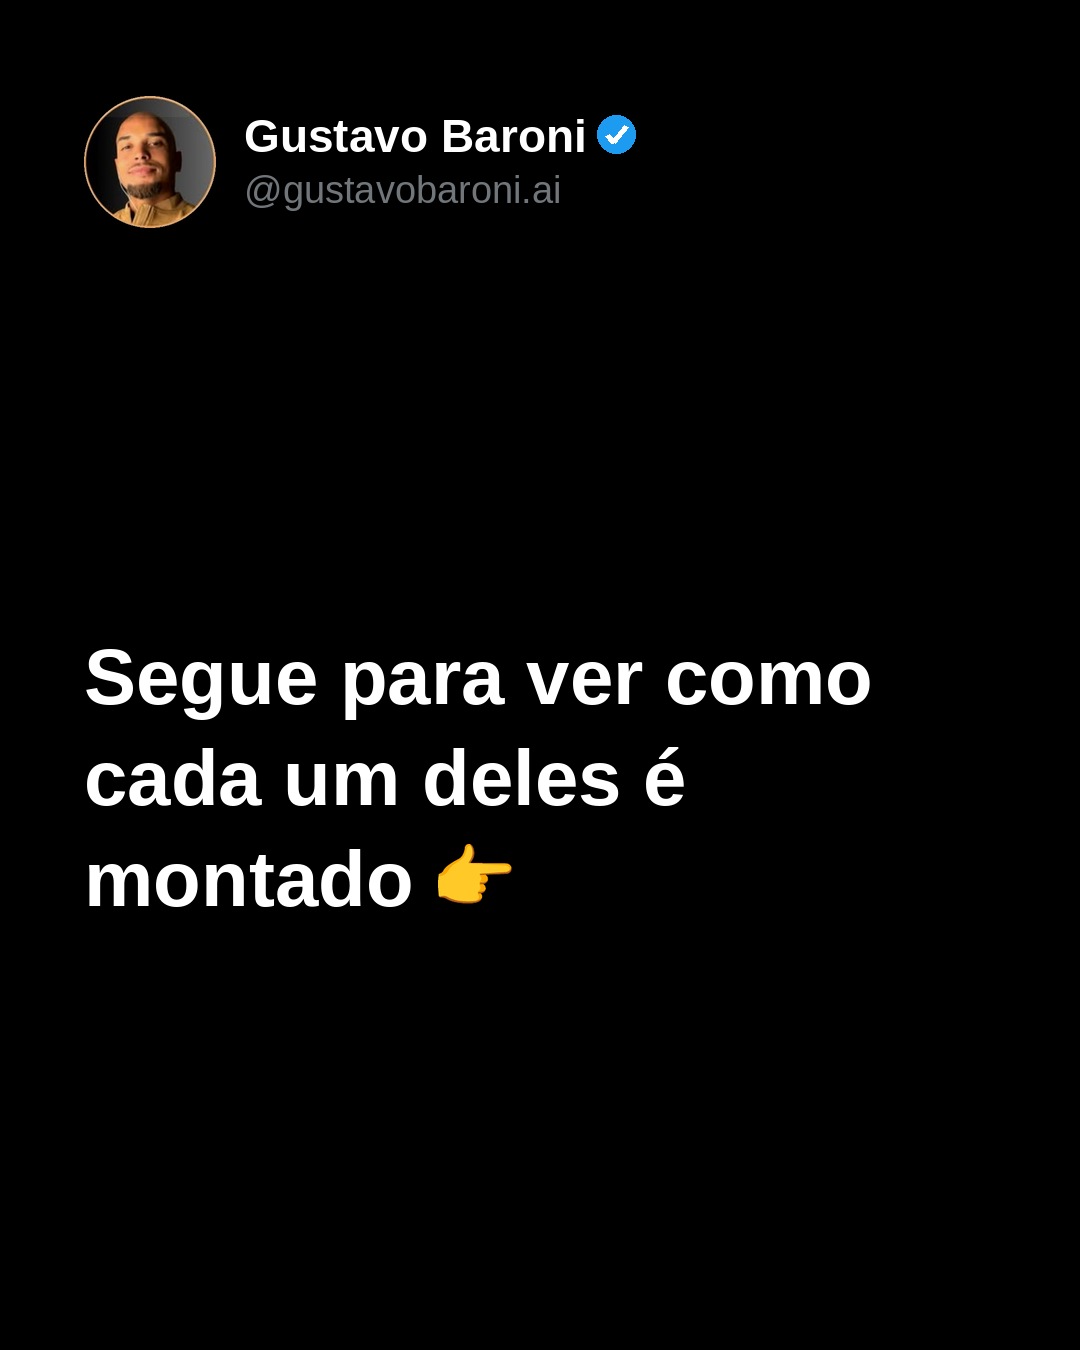 Gustavo Baroni
@gustavobaroni.ai
Segue para ver como
cada um deles é
montado 👉